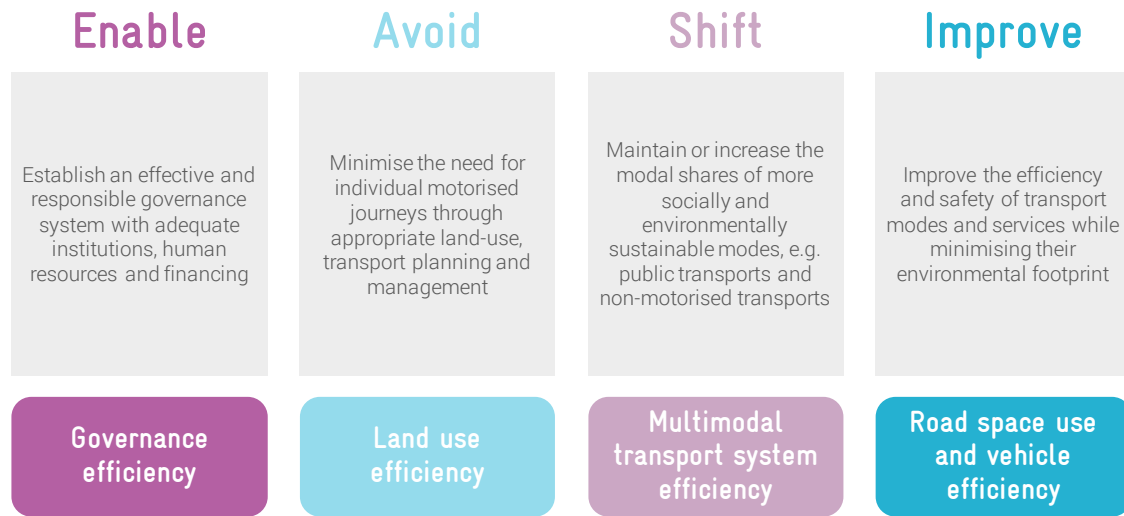 Enable
Establish an effective and
responsible governance
system with adequate
institutions, human
resources and financing
Governance
efficiency
Avoid
Minimise the need for
individual motorised
journeys through
appropriate land-use,
transport planning and
management
Land use
efficiency
Shift
Maintain or increase the
modal shares of more
socially and
environmentally
sustainable modes, e.g.
public transports and
non-motorised transports
Multimodal
transport system
efficiency
Improve
Improve the efficiency
and safety of transport
modes and services while
minimising their
environmental footprint
Road space use
and vehicle
efficiency